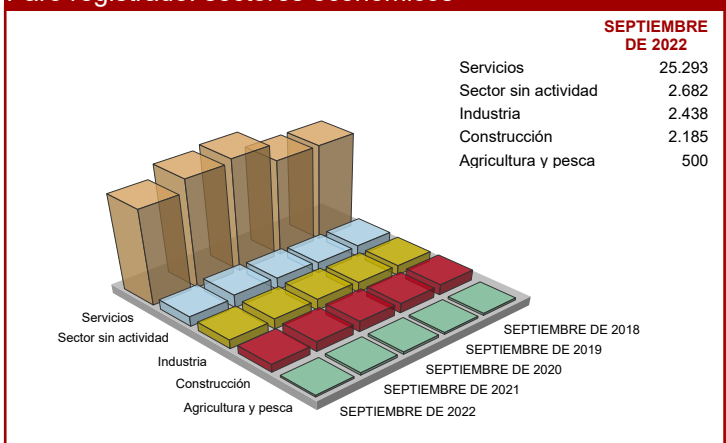 SEPTIEMBRE
DE 2022
Servicios 25.293
Sector sin actividad 2.682
Industria 2.438
Construcción 2.185
Agricultura y pesca 500
Servicios
Sector sin actividad
Industria
Construcción
Agricultura y pesca
SEPTIEMBRE DE 2018
SEPTIEMBRE DE 2019
SEPTIEMBRE DE 2020
SEPTIEMBRE DE 2021
SEPTIEMBRE DE 2022